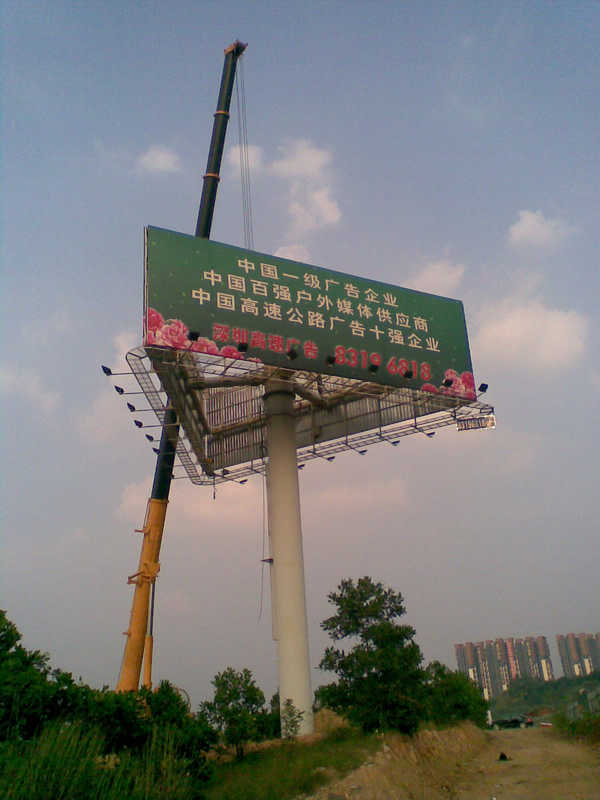 中国一级广告企业
中国百强户外媒体供应商
中国高速公路广告十强企业
深圳高速广告 8319 4818